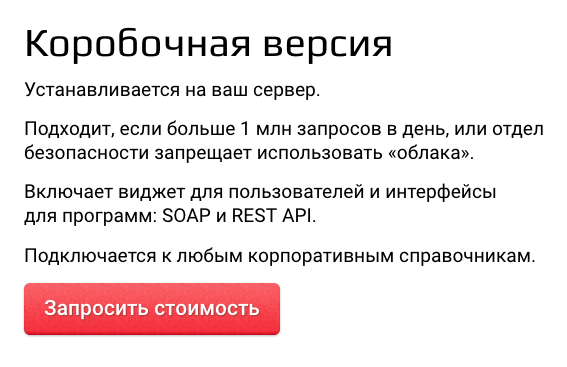 Коробочная версия
Устанавливается на ваш сервер.
Подходит, если больше 1 млн запросов в день, или отдел
безопасности запрещает использовать «облака».
Включает виджет для пользователей и интерфейсы
для программ: SOAP и REST API.
Подключается к любым корпоративным справочникам.
Запросить стоимость